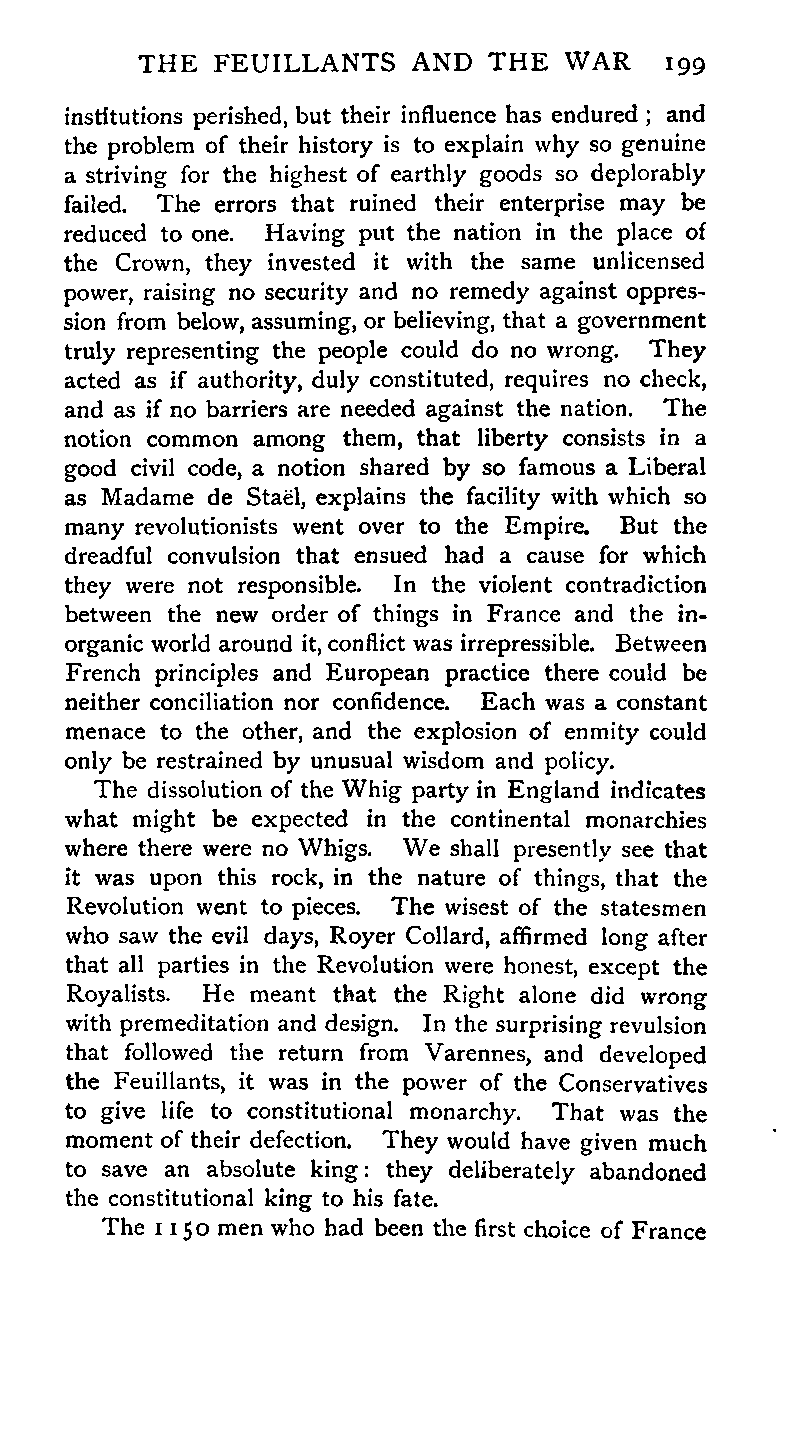 THE FEUILLANTS AND THE WAR 199
institutions perished, but their influence has endured ; and
the problem of their history is to explain why so genuine
a striving for the highest of earthly goods so deplorably
failed. The errors that ruined their enterprise may be
reduced to one. Having put the nation in the place of
the Crown, they invested it with the same unlicensed
power, raising no security and no remedy against oppres-
sion from below, assuming, or believing, that a government
truly representing the people could do no wrong. They
acted as if authority, duly constituted, requires no check,
and as if no barriers are needed against the nation. The
notion common among them, that liberty consists in a
good civil code, a notion shared by so famous a Liberal
as Madame de Staël, explains the facility with which so
many revolutionists went over to the Empire. But the
dreadful convulsion that ensued had a cause for which
they were not responsible. In the violent contradiction
between the new order of things in France and the in-
organic world around it, conflict was irrepressible. Between
French principles and European practice there could be
neither conciliation nor confidence. Each was a constant
menace to the other, and the explosion of enmity could
only be restrained by unusual wisdom and policy.
The dissolution of the Whig party in England indicates
what might be expected in the continental monarchies
where there were no Whigs. We shall presently see that
it was upon this rock, in the nature of things, that the
Revolution went to pieces. The wisest of the statesmen
who saw the evil days, Royer Collard, affirmed long after
that all parties in the Revolution were honest, except the
Royalists. He meant that the Right alone did wrong
with premeditation and design. In the surprising revulsion
that followed the return from Varennes, and developed
the Feuillants, it was in the power of the Conservatives
to give life to constitutional monarchy. That was the
moment of their defection. They would have given much
to save an absolute king: they deliberately abandoned
the constitutional king to his fate.
The 1150 men who had been the first choice of France